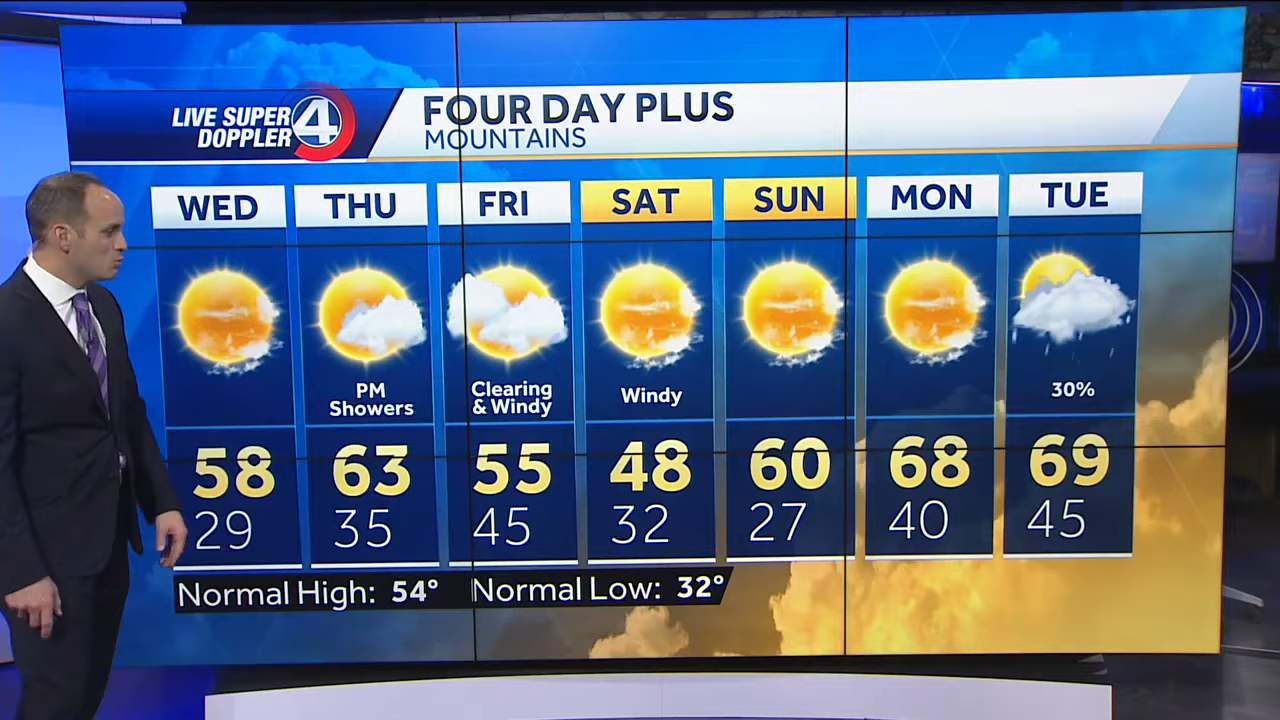 LIVE SUPER
DOPPLER 4
FOUR DAY PLUS
MOUNTAINS
WED THU FRI SAT SUN MON TUE
PM Showers
Clearing & Windy
Windy
30%
58 63 55 48 60 68 69
29 35 45 32 27 40 45
Normal High: 54° Normal Low: 32°